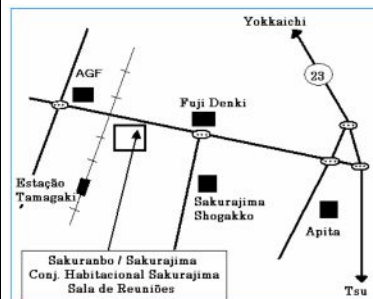 Yokkaichi
23
AGF
Fuji Denki
Estação
Tamagaki
Sakurajima
Shogakko
Apita
Sakuranbo / Sakurajima
Conj. Habitacional Sakurajima
Sala de Reuniões
Tsu